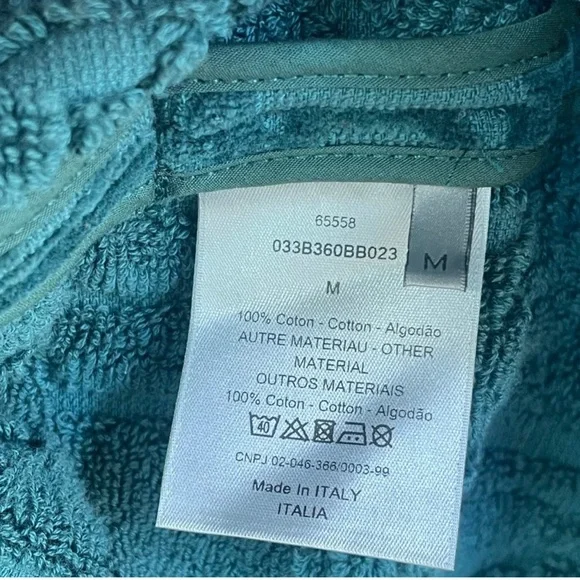 65558
033B360BB023
M
M
100% Coton - Cotton - Algodão
AUTRE MATERIAU - OTHER
MATERIAL
OUTROS MATERIAIS
100% Coton - Cotton - Algodão
40
CNPJ 02-046-366/0003-99
Made In ITALY
ITALIA